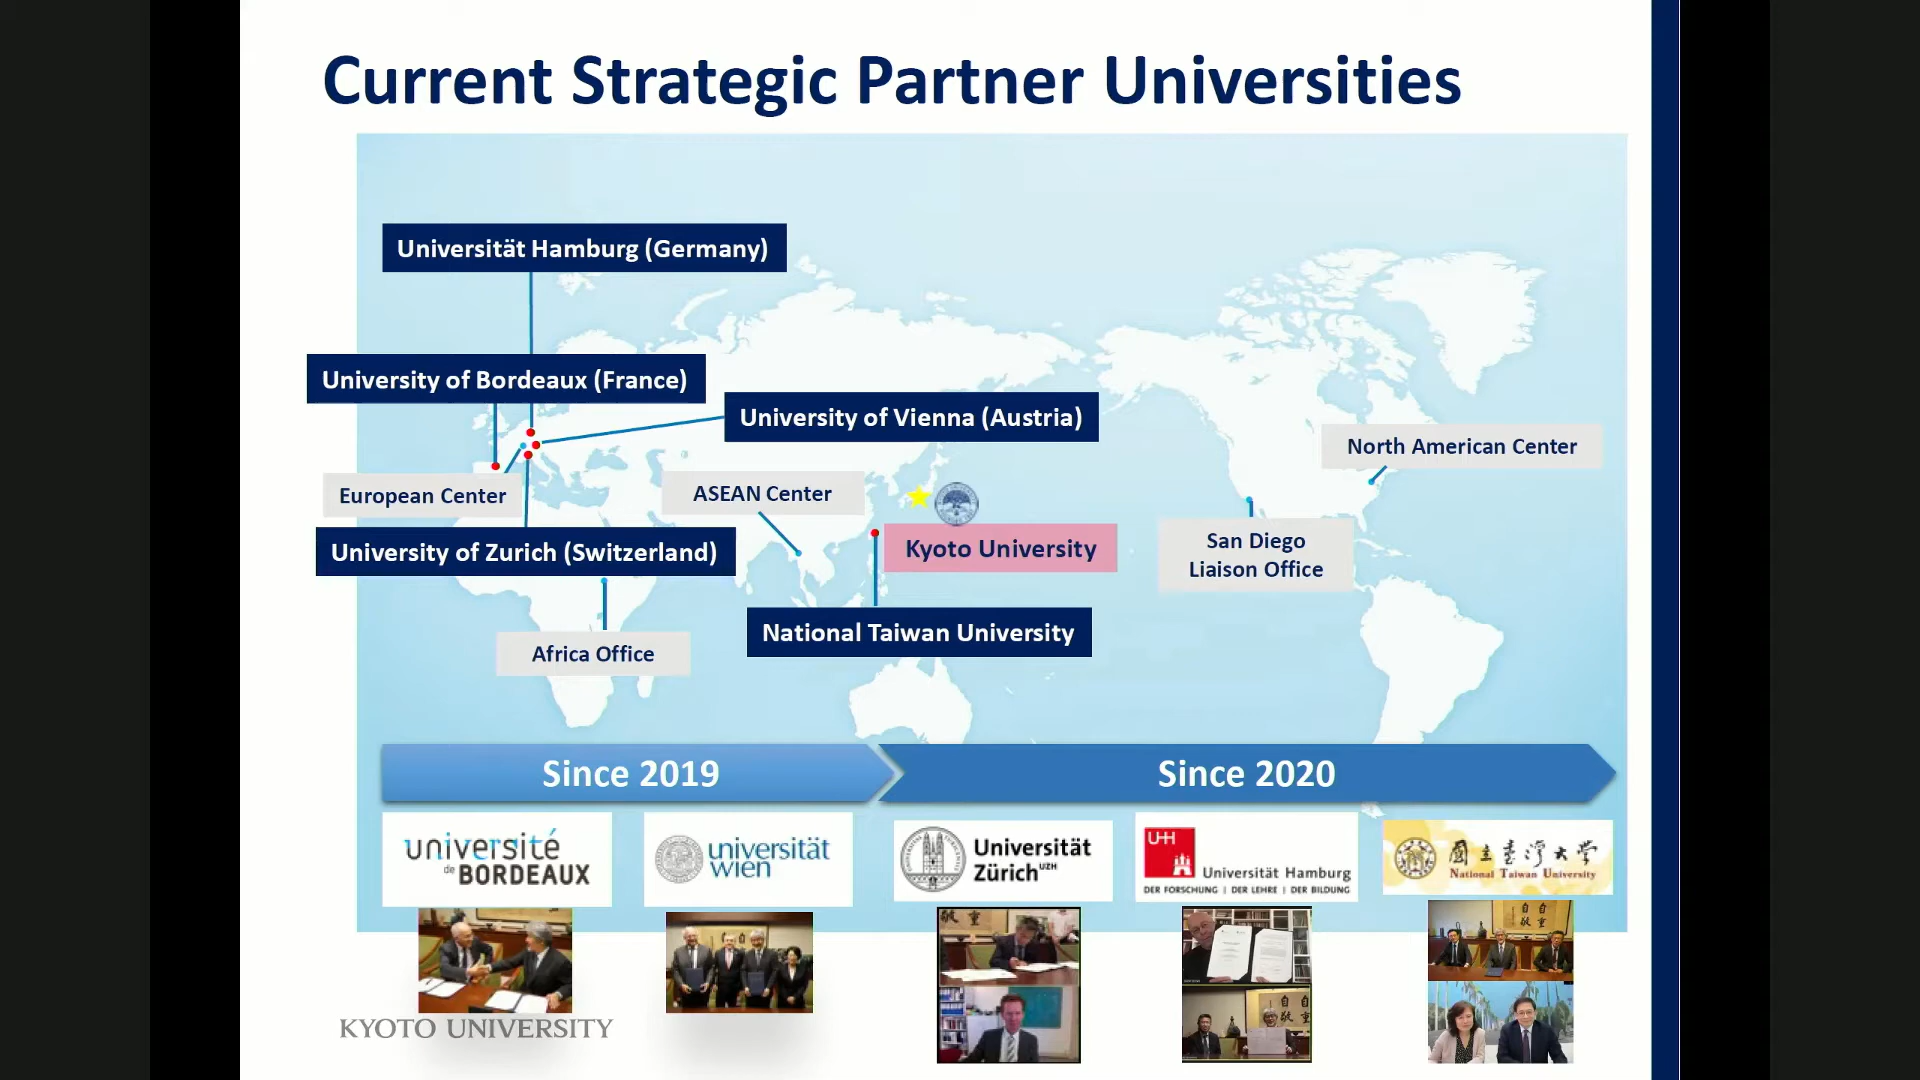 Current Strategic Partner Universities
Universität Hamburg (Germany)
University of Bordeaux (France)
University of Vienna (Austria)
North American Center
European Center
ASEAN Center
University of Zurich (Switzerland)
Kyoto University
San Diego
Liaison Office
National Taiwan University
Africa Office
Since 2019
Since 2020
université
de BORDEAUX
universität
wien
Universität
Zürich UZH
UHH
Universität Hamburg
DER FORSCHUNG | DER LEHRE | DER BILDUNG
國立臺灣大學
National Taiwan University
KYOTO UNIVERSITY